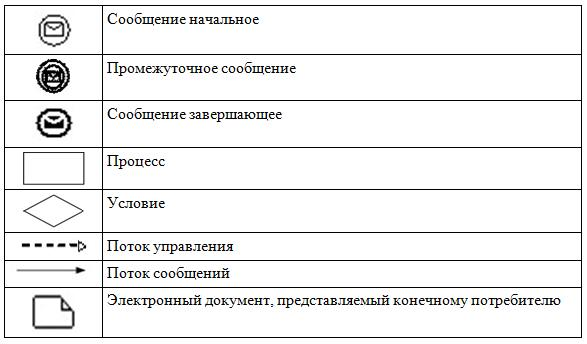 Сообщение начальное
Промежуточное сообщение
Сообщение завершающее
Процесс
Условие
Поток управления
Поток сообщений
Электронный документ, представляемый конечному потребителю